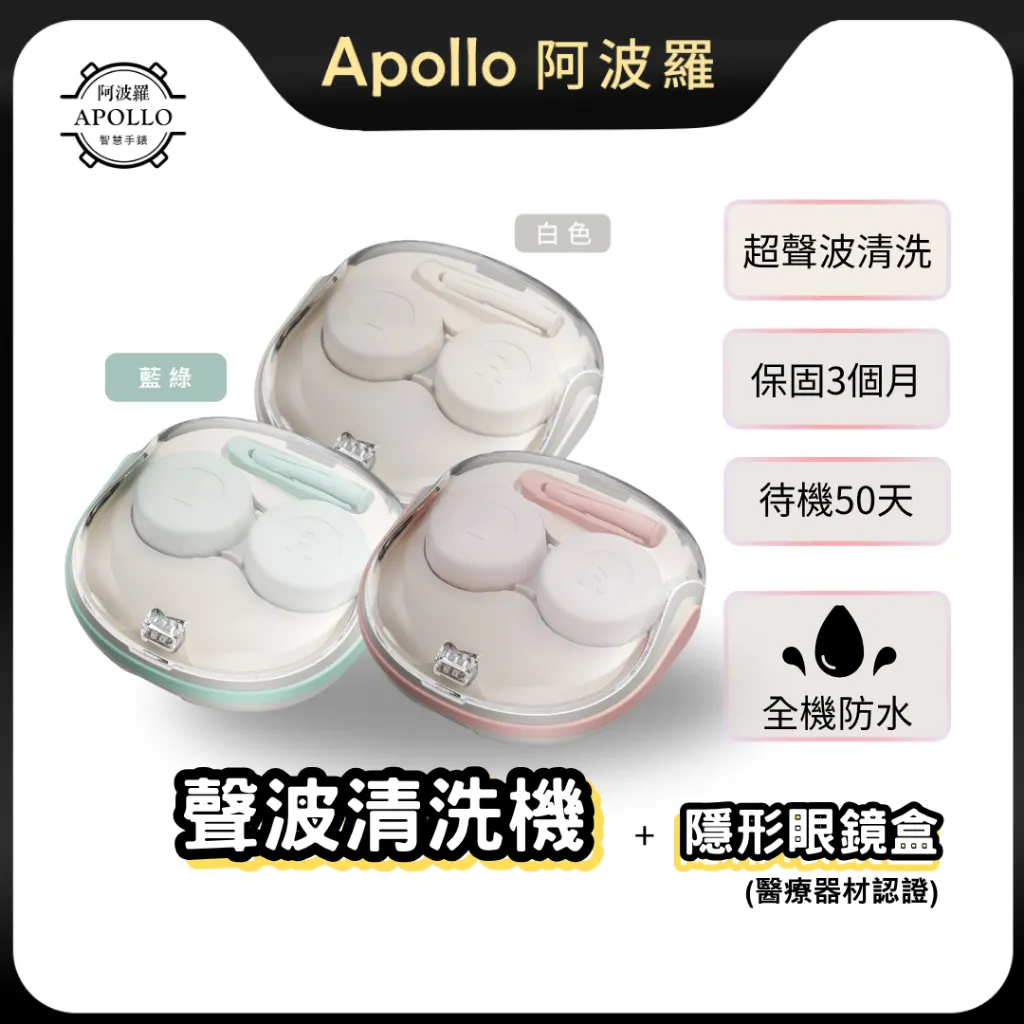 Apollo 阿波羅
阿波羅
APOLLO
智慧手錶
白色
超聲波清洗
藍綠
保固3個月
待機50天
全機防水
聲波清洗機 + 隱形眼鏡盒
(醫療器材認證)